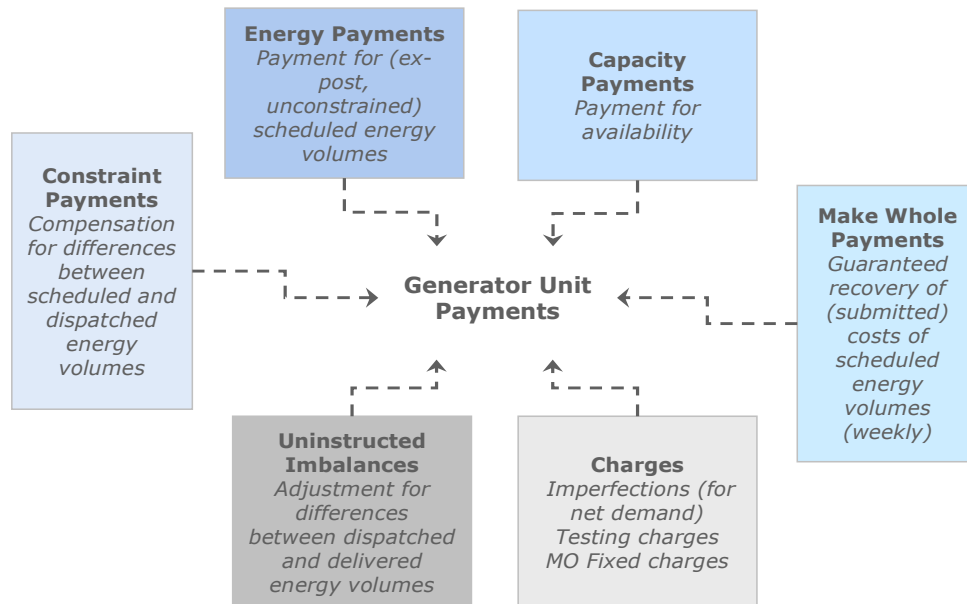 Energy Payments
Payment for (ex-
post,
unconstrained)
scheduled energy
volumes
Capacity
Payments
Payment for
availability
Constraint
Payments
Compensation
for differences
between
scheduled and
dispatched
energy
volumes
Generator Unit
Payments
Make Whole
Payments
Guaranteed
recovery of
(submitted)
costs of
scheduled
energy
volumes
(weekly)
Uninstructed
Imbalances
Adjustment for
differences
between dispatched
and delivered
energy volumes
Charges
Imperfections (for
net demand)
Testing charges
MO Fixed charges